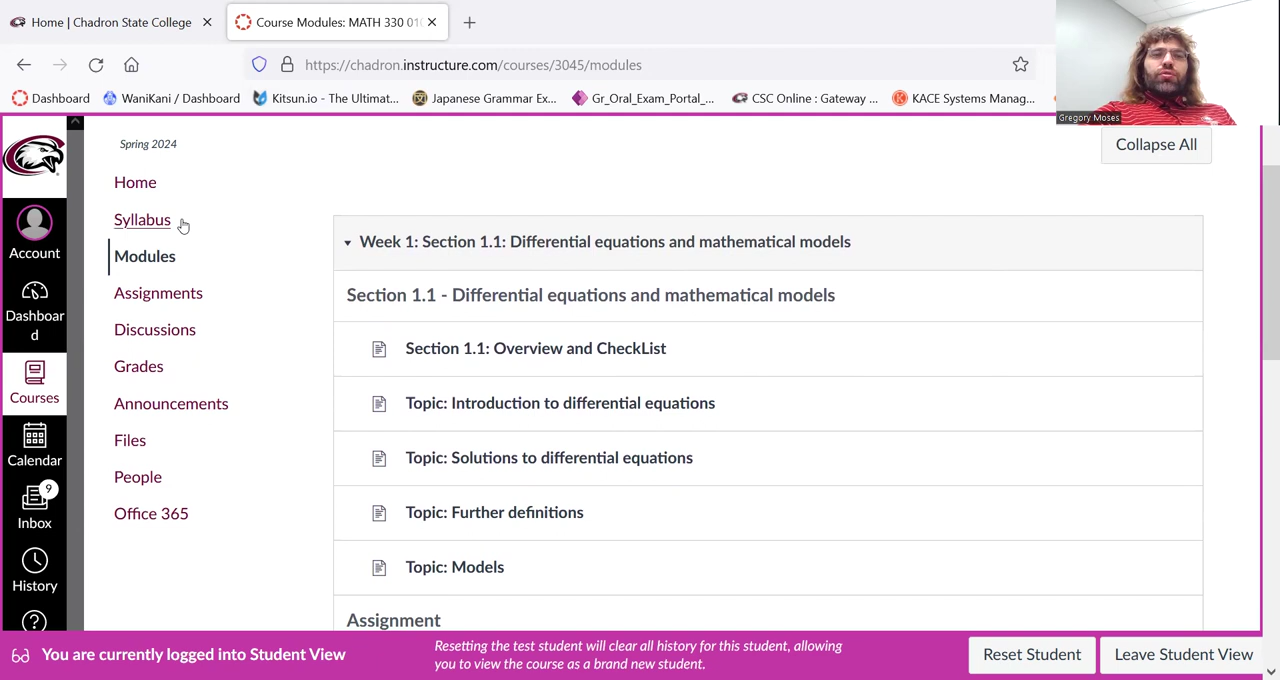 Home | Chadron State College
Course Modules: MATH 330 010
https://chadron.instructure.com/courses/3045/modules
Dashboard
WaniKani / Dashboard
Kitsun.io - The Ultimat...
Japanese Grammar Ex...
Gr_Oral_Exam_Portal_...
CSC Online : Gateway ...
KACE Systems Manag...
Gregory Moses
Spring 2024
Collapse All
Home
Syllabus
Modules
Assignments
Discussions
Grades
Announcements
Files
People
Office 365
Account
Dashboar
d
Courses
Calendar
9
Inbox
History
Week 1: Section 1.1: Differential equations and mathematical models
Section 1.1 - Differential equations and mathematical models
Section 1.1: Overview and CheckList
Topic: Introduction to differential equations
Topic: Solutions to differential equations
Topic: Further definitions
Topic: Models
Assignment
You are currently logged into Student View
Resetting the test student will clear all history for this student, allowing
you to view the course as a brand new student.
Reset Student
Leave Student View